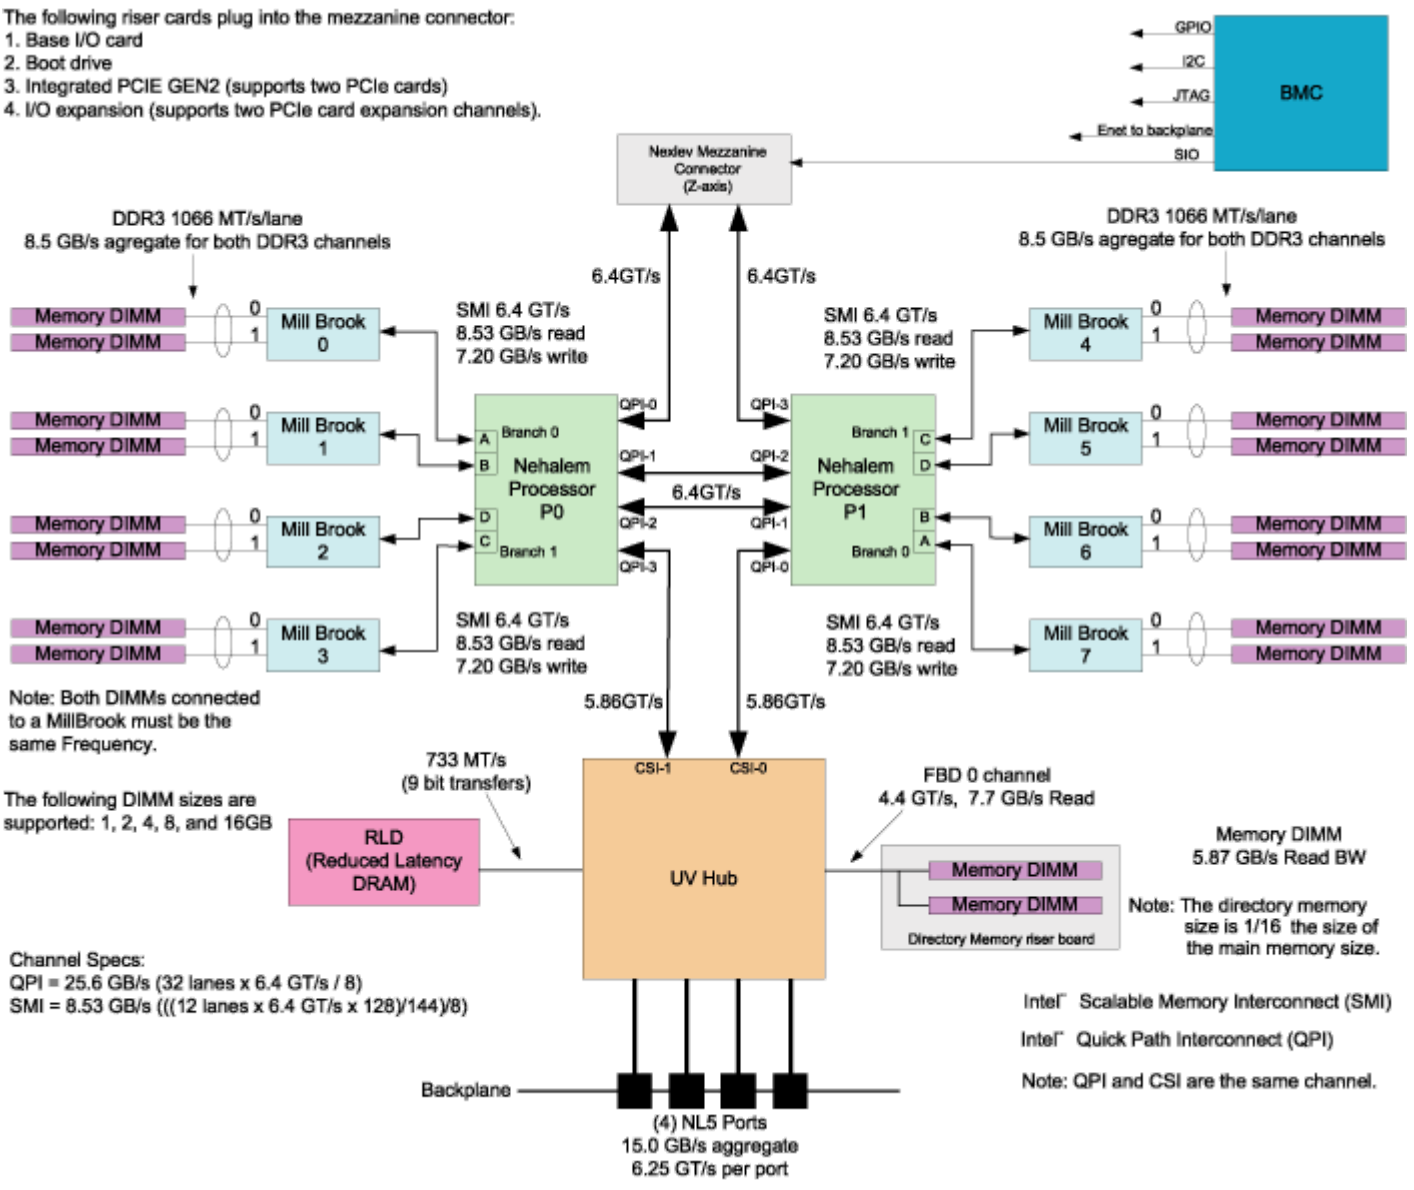 The following riser cards plug into the mezzanine connector:
1. Base I/O card
2. Boot drive
3. Integrated PCIE GEN2 (supports two PCIe cards)
4. I/O expansion (supports two PCIe card expansion channels).
GPIO
I2C
JTAG
Enet to backplane
SIO
BMC
Nexlev Mezzanine
Connector
(Z-axis)
DDR3 1066 MT/s/lane
8.5 GB/s agregate for both DDR3 channels
DDR3 1066 MT/s/lane
8.5 GB/s agregate for both DDR3 channels
6.4GT/s
6.4GT/s
Memory DIMM
Memory DIMM
0
1
Mill Brook
0
SMI 6.4 GT/s
8.53 GB/s read
7.20 GB/s write
SMI 6.4 GT/s
8.53 GB/s read
7.20 GB/s write
Mill Brook
4
0
1
Memory DIMM
Memory DIMM
Memory DIMM
Memory DIMM
0
1
Mill Brook
1
Mill Brook
5
0
1
Memory DIMM
Memory DIMM
A
B
D
C
Branch 0
Nehalem
Processor
P0
Branch 1
QPI-0
QPI-1
QPI-2
QPI-3
6.4GT/s
QPI-3
QPI-2
QPI-1
QPI-0
Branch 1
Nehalem
Processor
P1
Branch 0
C
D
B
A
Memory DIMM
Memory DIMM
0
1
Mill Brook
2
Mill Brook
6
0
1
Memory DIMM
Memory DIMM
Memory DIMM
Memory DIMM
0
1
Mill Brook
3
SMI 6.4 GT/s
8.53 GB/s read
7.20 GB/s write
SMI 6.4 GT/s
8.53 GB/s read
7.20 GB/s write
Mill Brook
7
0
1
Memory DIMM
Memory DIMM
Note: Both DIMMs connected
to a MillBrook must be the
same Frequency.
5.86GT/s
5.86GT/s
The following DIMM sizes are
supported: 1, 2, 4, 8, and 16GB
733 MT/s
(9 bit transfers)
RLD
(Reduced Latency
DRAM)
CSI-1
CSI-0
UV Hub
FBD 0 channel
4.4 GT/s, 7.7 GB/s Read
Memory DIMM
Memory DIMM
Directory Memory riser board
Memory DIMM
5.87 GB/s Read BW
Note: The directory memory
size is 1/16 the size of
the main memory size.
Channel Specs:
QPI = 25.6 GB/s (32 lanes x 6.4 GT/s / 8)
SMI = 8.53 GB/s (((12 lanes x 6.4 GT/s x 128)/144)/8)
Intel‾ Scalable Memory Interconnect (SMI)
Intel‾ Quick Path Interconnect (QPI)
Note: QPI and CSI are the same channel.
Backplane
(4) NL5 Ports
15.0 GB/s aggregate
6.25 GT/s per port